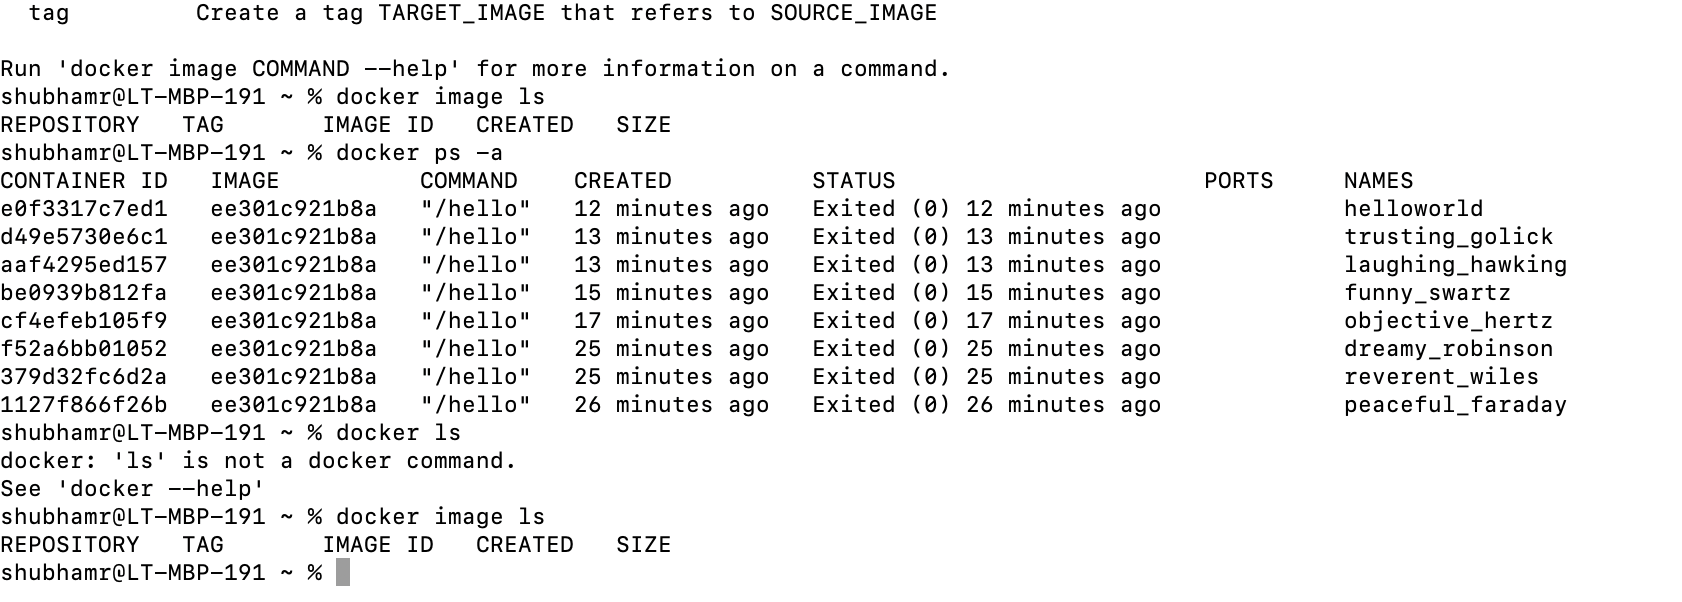 tag         Create a tag TARGET_IMAGE that refers to SOURCE_IMAGE

Run 'docker image COMMAND --help' for more information on a command.
shubhamr@LT-MBP-191 ~ % docker image ls
REPOSITORY   TAG       IMAGE ID   CREATED   SIZE
shubhamr@LT-MBP-191 ~ % docker ps -a
CONTAINER ID   IMAGE          COMMAND    CREATED          STATUS                      PORTS     NAMES
e0f3317c7ed1   ee301c921b8a   "/hello"   12 minutes ago   Exited (0) 12 minutes ago             helloworld
d49e5730e6c1   ee301c921b8a   "/hello"   13 minutes ago   Exited (0) 13 minutes ago             trusting_golick
aaf4295ed157   ee301c921b8a   "/hello"   13 minutes ago   Exited (0) 13 minutes ago             laughing_hawking
be0939b812fa   ee301c921b8a   "/hello"   15 minutes ago   Exited (0) 15 minutes ago             funny_swartz
cf4efeb105f9   ee301c921b8a   "/hello"   17 minutes ago   Exited (0) 17 minutes ago             objective_hertz
f52a6bb01052   ee301c921b8a   "/hello"   25 minutes ago   Exited (0) 25 minutes ago             dreamy_robinson
379d32fc6d2a   ee301c921b8a   "/hello"   25 minutes ago   Exited (0) 25 minutes ago             reverent_wiles
1127f866f26b   ee301c921b8a   "/hello"   26 minutes ago   Exited (0) 26 minutes ago             peaceful_faraday
shubhamr@LT-MBP-191 ~ % docker ls
docker: 'ls' is not a docker command.
See 'docker --help'
shubhamr@LT-MBP-191 ~ % docker image ls
REPOSITORY   TAG       IMAGE ID   CREATED   SIZE
shubhamr@LT-MBP-191 ~ %